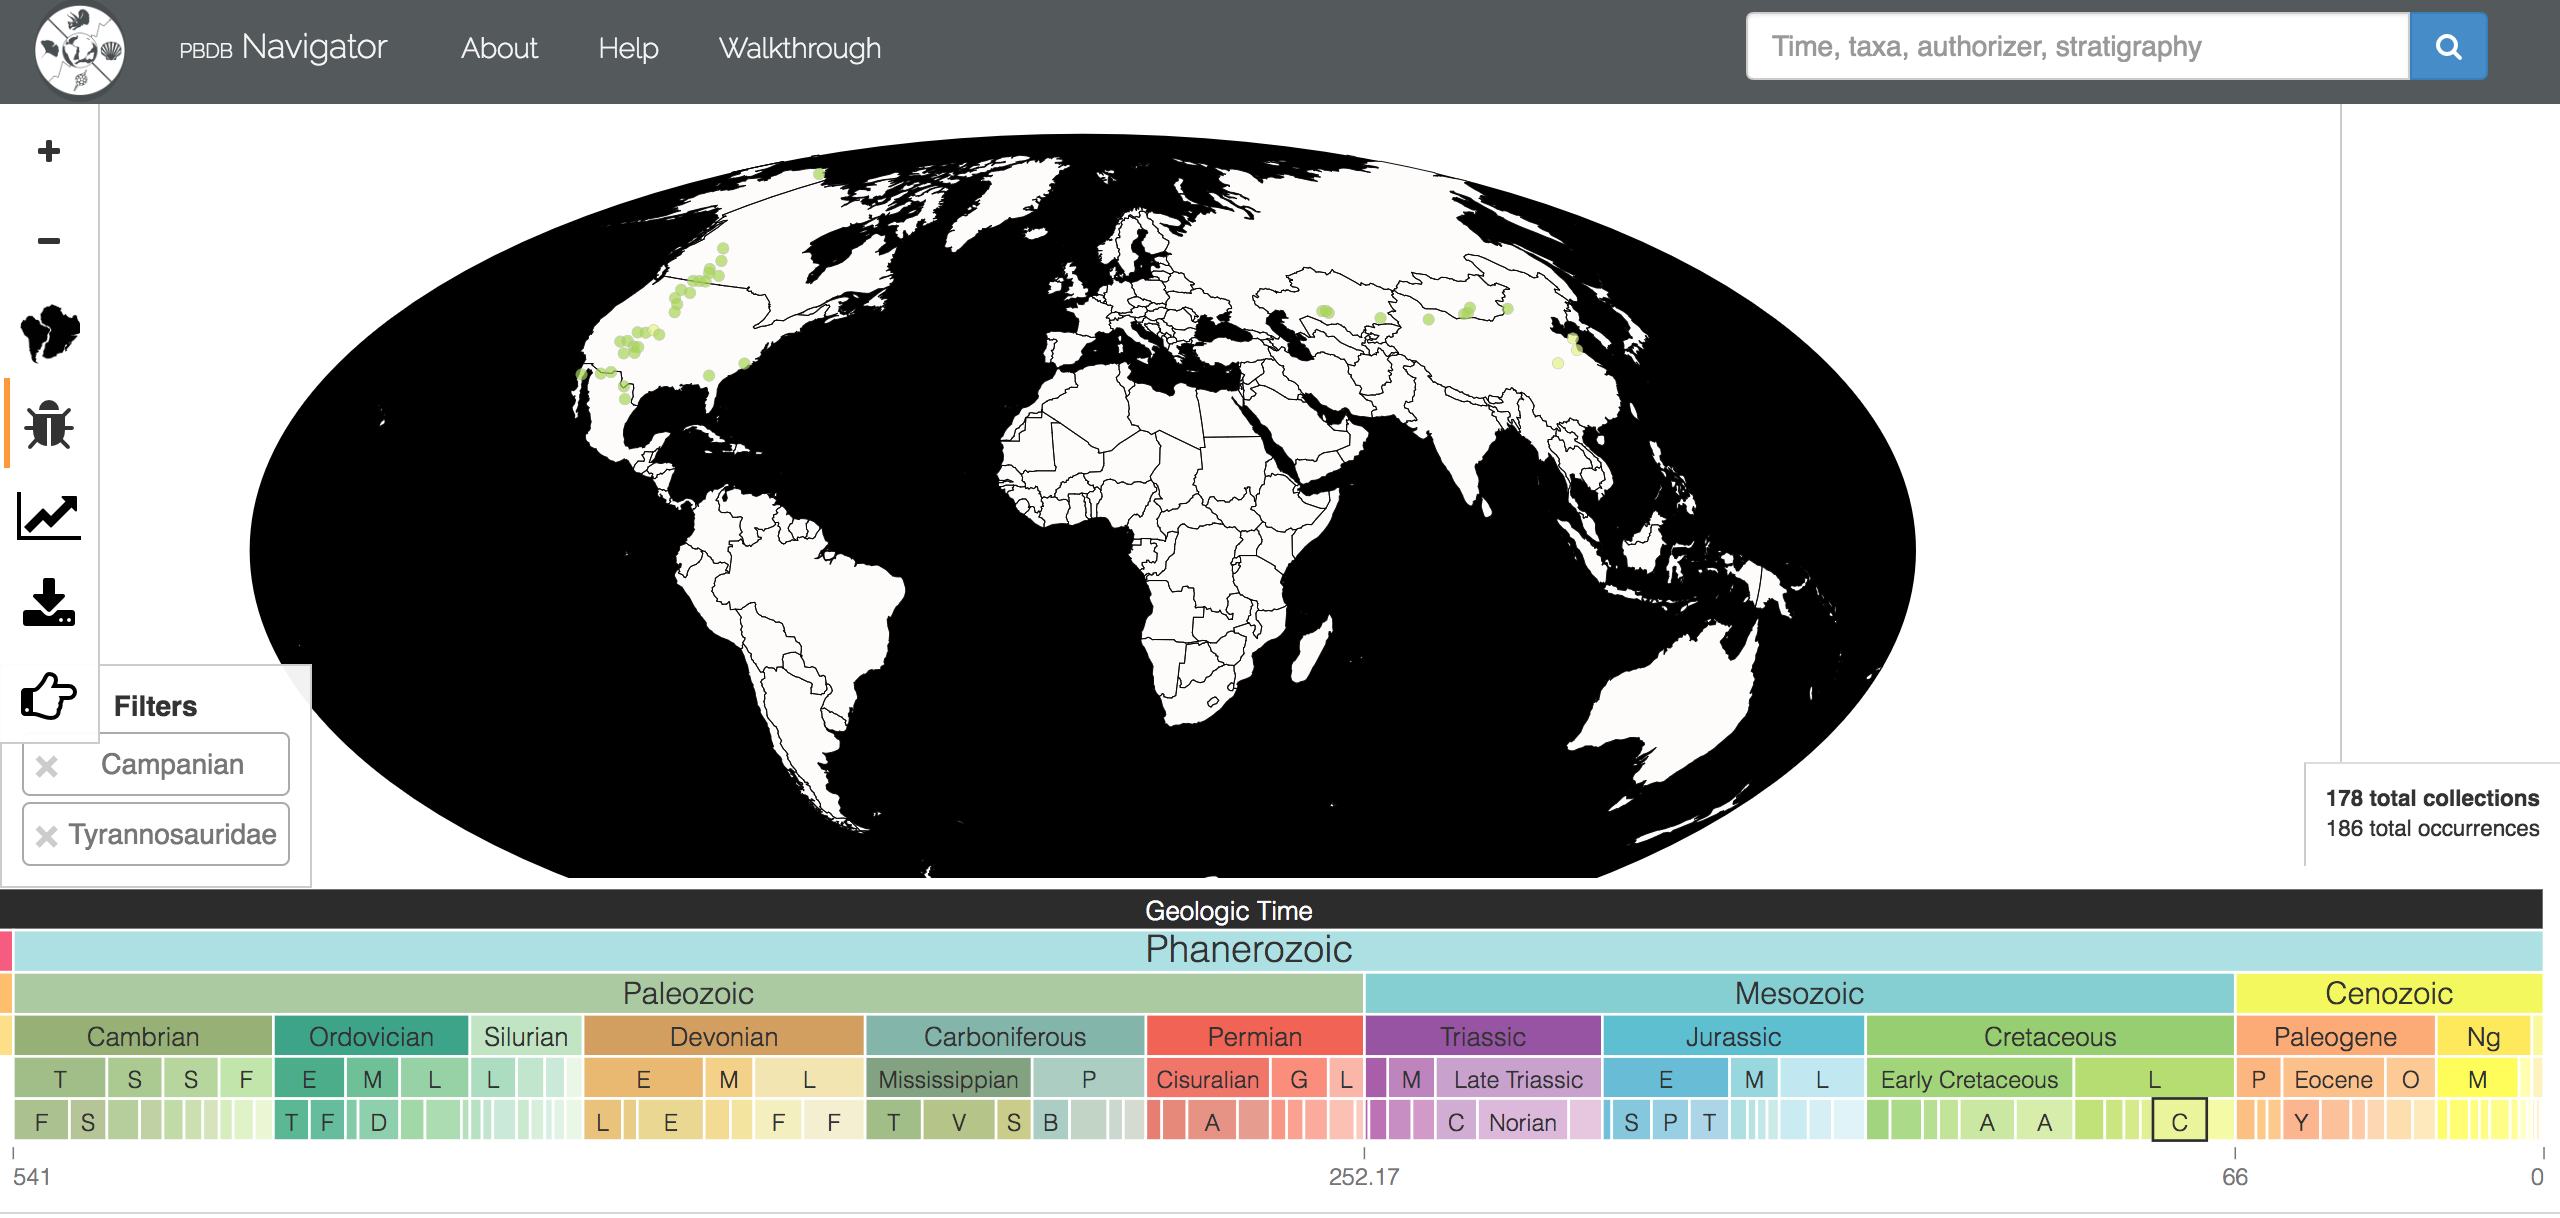 PBDB Navigator About Help Walkthrough
Time, taxa, authorizer, stratigraphy
Filters
Campanian
Tyrannosauridae
178 total collections
186 total occurrences
Geologic Time
Phanerozoic
Paleozoic Mesozoic Cenozoic
Cambrian Ordovician Silurian Devonian Carboniferous Permian Triassic Jurassic Cretaceous Paleogene Ng
T S S F E M L L E M L Mississippian P Cisuralian G L M Late Triassic E M L Early Cretaceous L P Eocene O M
F S T F D L E F F T V S B A C Norian S P T A A C Y
541 252.17 66 0